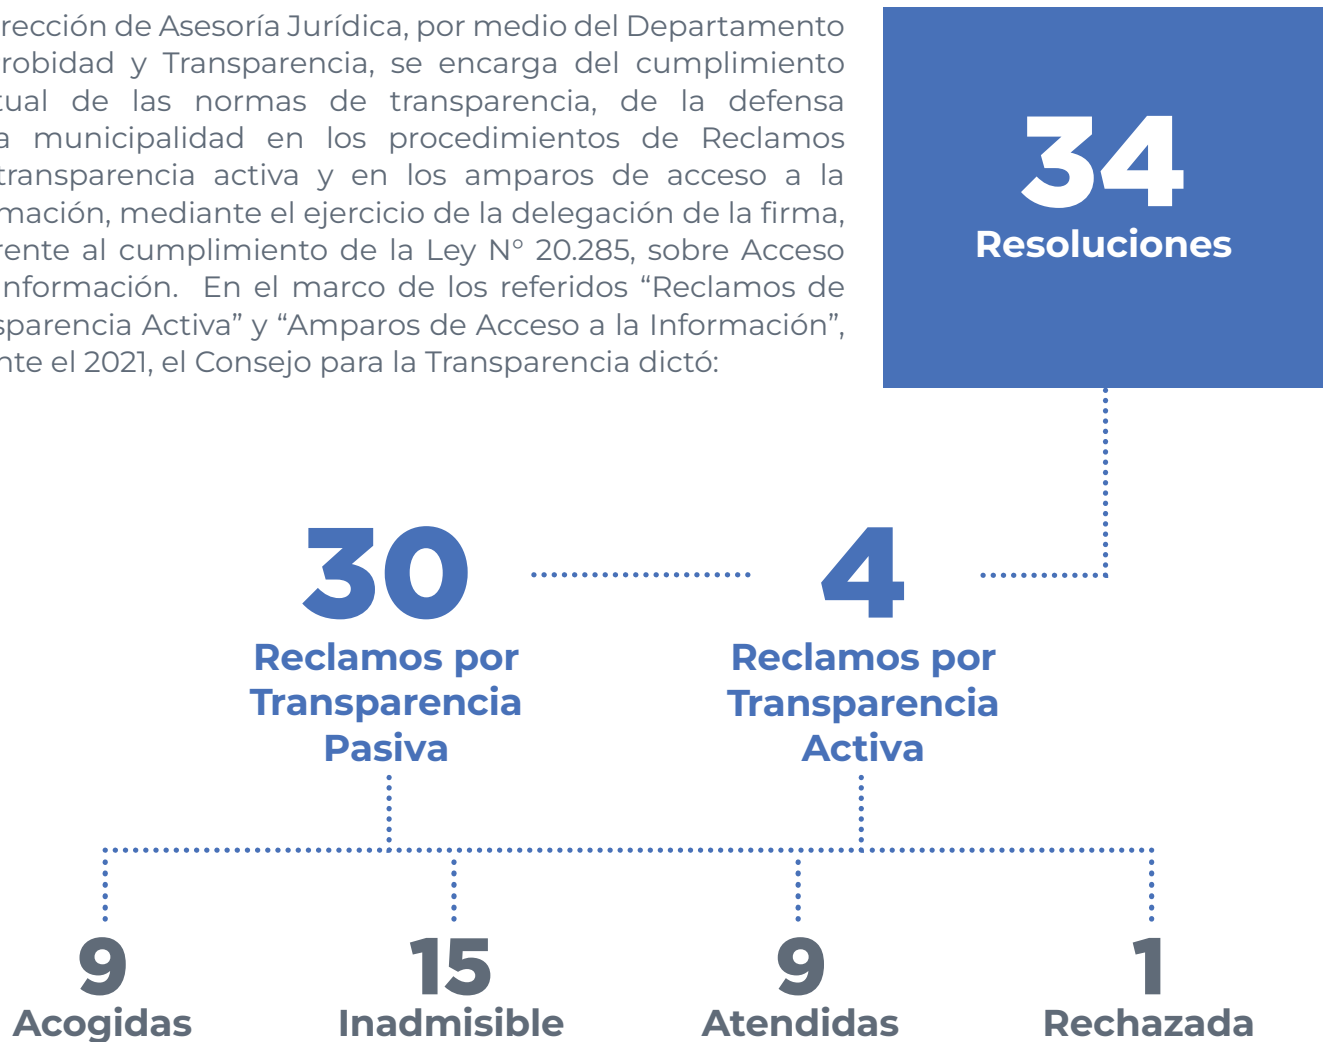 rección de Asesoría Jurídica, por medio del Departamento
robidad y Transparencia, se encarga del cumplimiento
tual de las normas de transparencia, de la defensa
a municipalidad en los procedimientos de Reclamos
transparencia activa y en los amparos de acceso a la
mación, mediante el ejercicio de la delegación de la firma,
rente al cumplimiento de la Ley N° 20.285, sobre Acceso
Información. En el marco de los referidos “Reclamos de
sparencia Activa” y “Amparos de Acceso a la Información”,
nte el 2021, el Consejo para la Transparencia dictó:
34
Resoluciones
30
Reclamos por
Transparencia
Pasiva
4
Reclamos por
Transparencia
Activa
9
Acogidas
15
Inadmisible
9
Atendidas
1
Rechazada